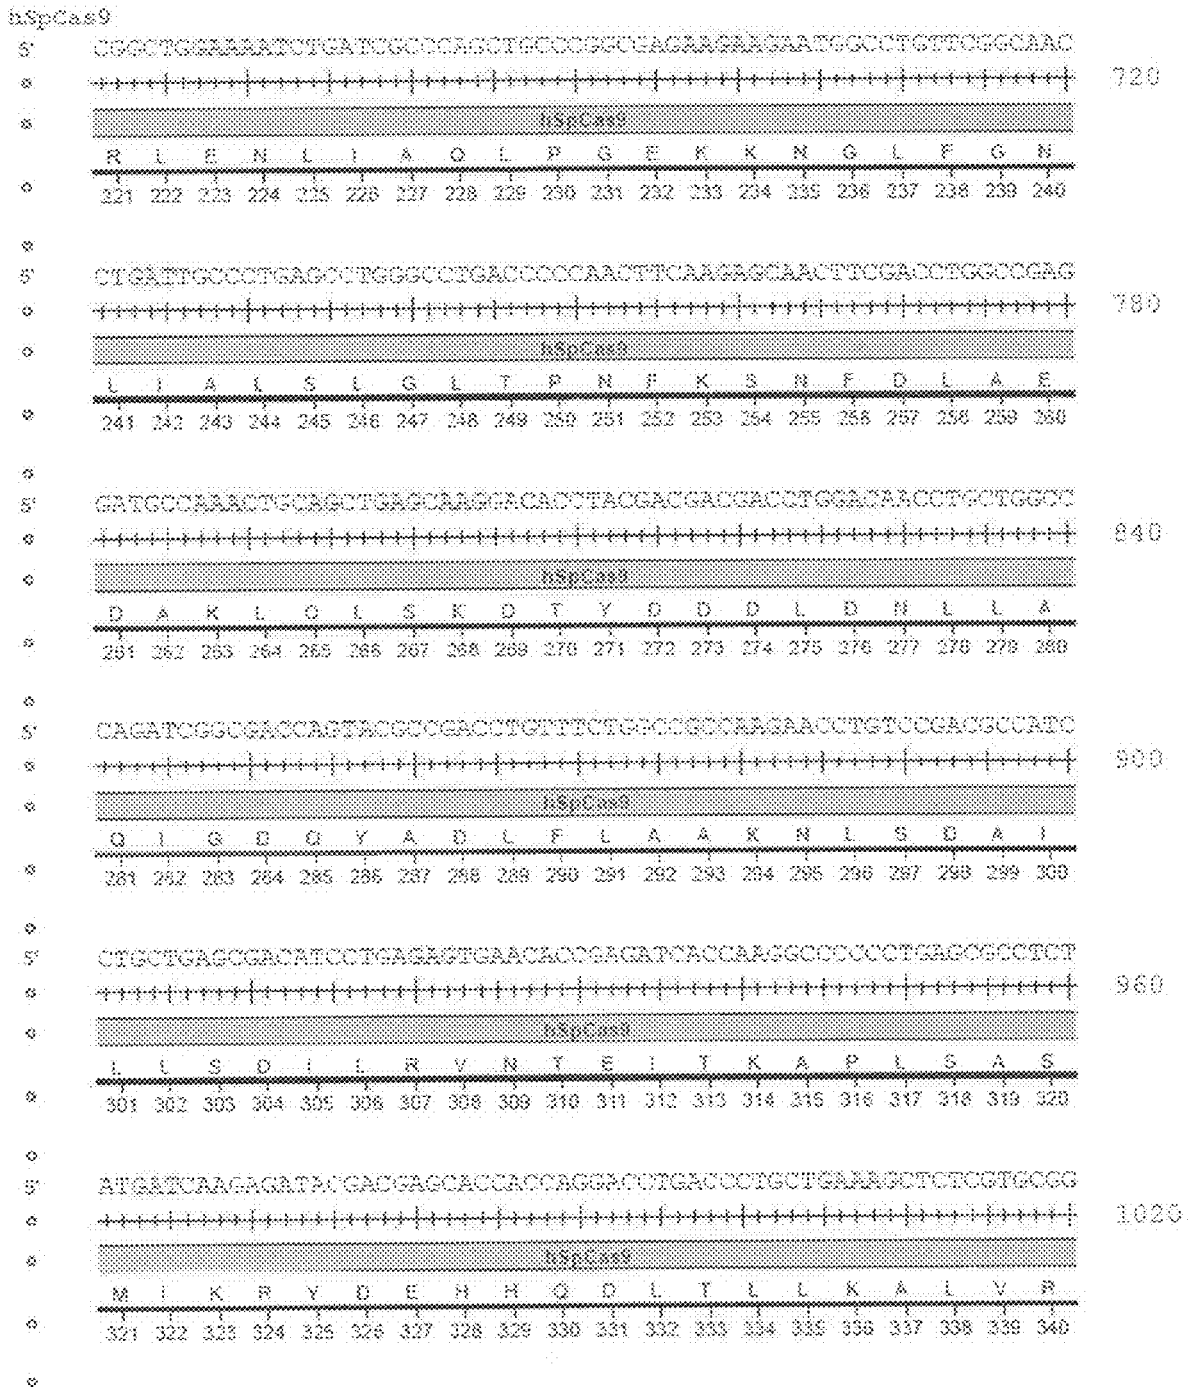 hSpCas9
5' CGGCTGGAAAATCTGATCGCCCAGCTGCCCGGCGAGAAGAAGAATGGCCTGTTCGGCAAC
720
hSpCas9
R L E N L I A Q L P G E K K N G L F G N
221 222 223 224 225 226 227 228 229 230 231 232 233 234 235 236 237 238 239 240
5' CTGATTGCCCTGAGCCTGGGCCTGACCCCCAACTTCAAGAGCAACTTCGACCTGGCCGAG
780
hSpCas9
L I A L S L G L T P N F K S N F D L A E
241 242 243 244 245 246 247 248 249 250 251 252 253 254 255 256 257 258 259 260
5' GATGCCAAACTGCAGCTGAGCAAGGACACCTACGACGACGACCTGGACAACCTGCTGGCC
840
hSpCas9
D A K L Q L S K D T Y D D D L D N L L A
261 262 263 264 265 266 267 268 269 270 271 272 273 274 275 276 277 278 279 280
5' CAGATCGGCGACCAGTACGCCGACCTGTTTCTGGCCGCCAAGAACCTGTCCGACGCCATC
900
hSpCas9
Q I G D Q Y A D L F L A A K N L S D A I
281 282 283 284 285 286 287 288 289 290 291 292 293 294 295 296 297 298 299 300
5' CTGCTGAGCGACATCCTGAGAGTGAACACCGAGATCACCAAGGCCCCCCTGAGCGCCTCT
960
hSpCas9
L L S D I L R V N T E I T K A P L S A S
301 302 303 304 305 306 307 308 309 310 311 312 313 314 315 316 317 318 319 320
5' ATGATCAAGAGATACGACGAGCACCACCAGGACCTGACCCTGCTGAAAGCTCTCGTGCGG
1020
hSpCas9
M I K R Y D E H H Q D L T L L K A L V R
321 322 323 324 325 326 327 328 329 330 331 332 333 334 335 336 337 338 339 340